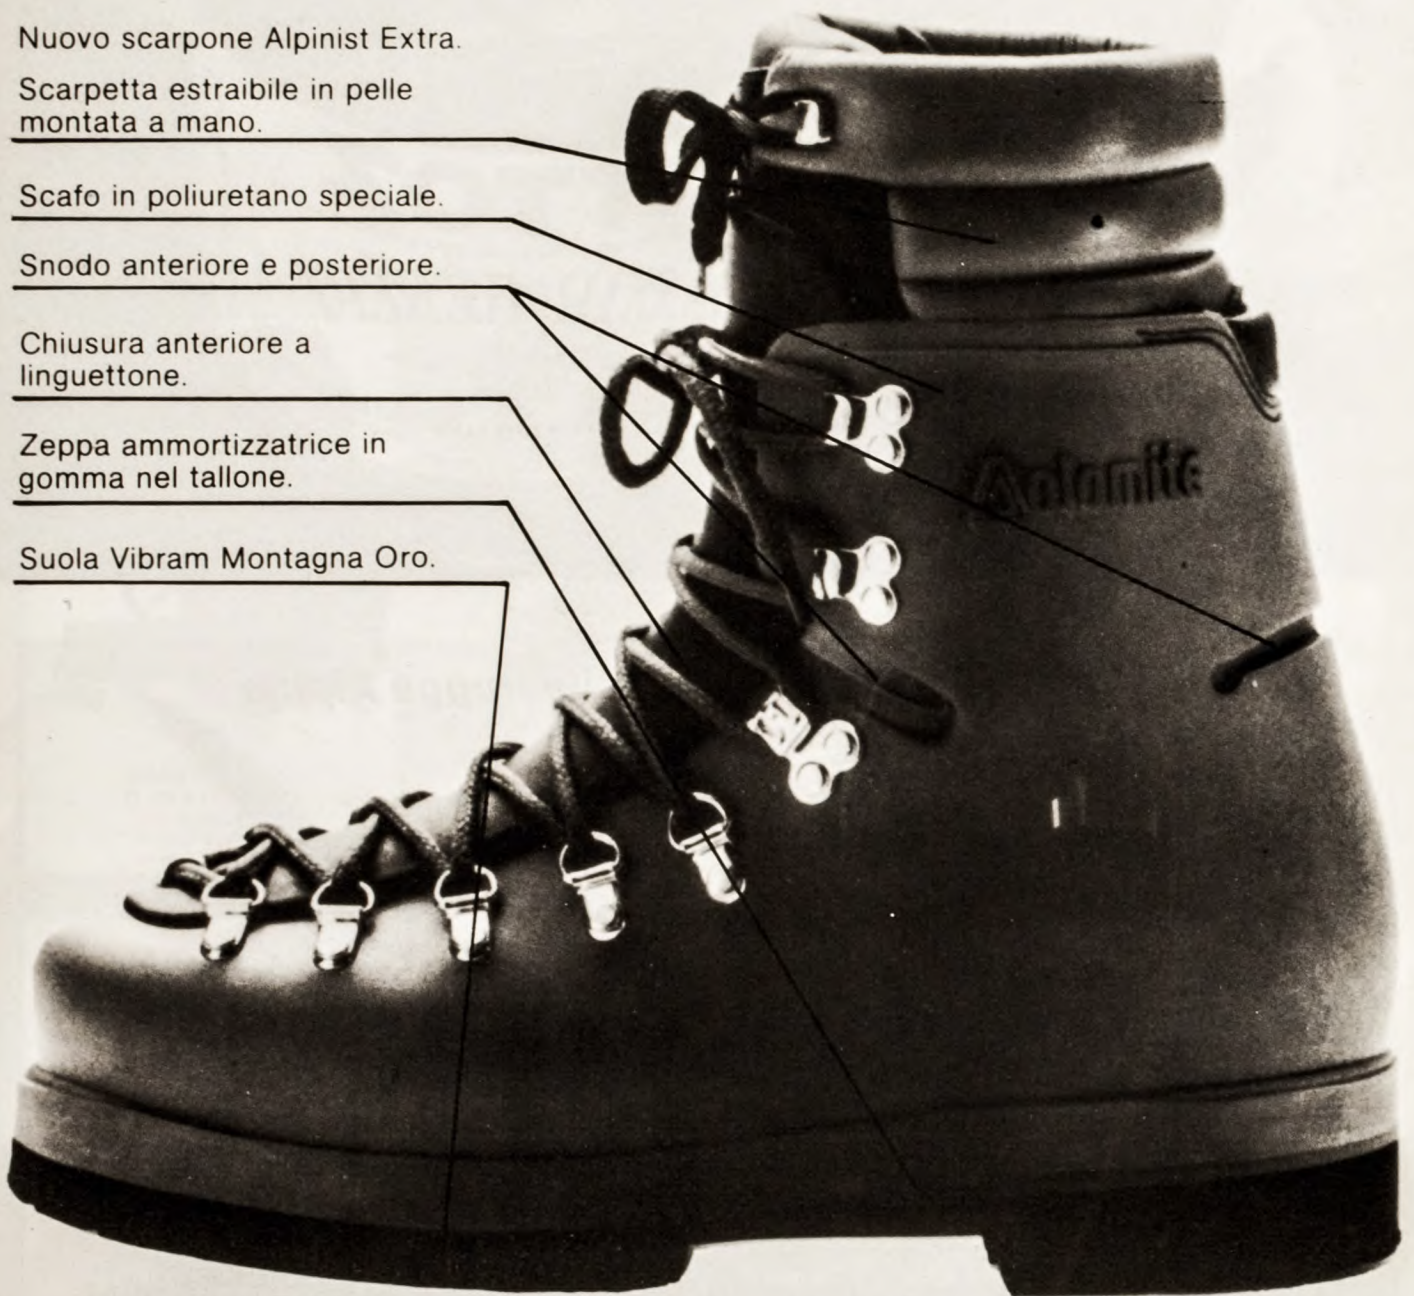 Nuovo scarpone Alpinist Extra.
Scarpetta estraibile in pelle
montata a mano.
Scafo in poliuretano speciale.
Snodo anteriore e posteriore.
Chiusura anteriore a
linguettone.
Zeppa ammortizzatrice in
gomma nel tallone.
Suola Vibram Montagna Oro.
Dolomite